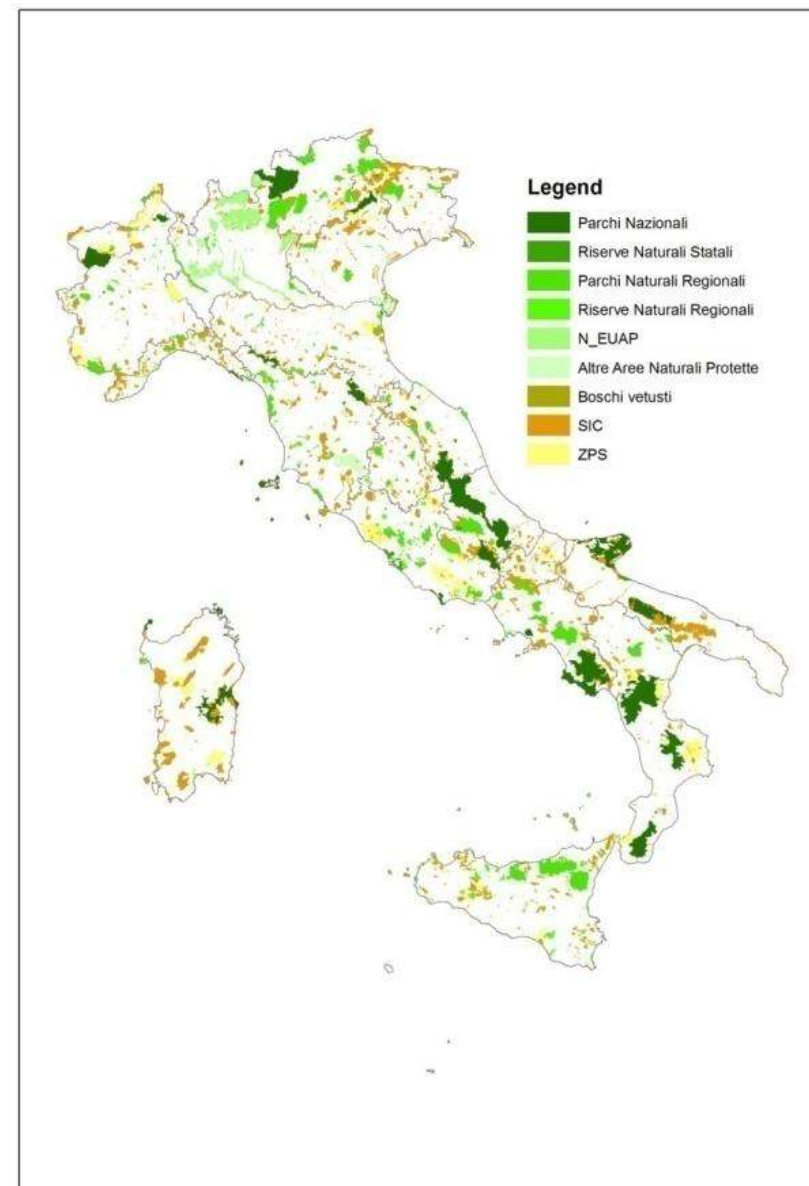 Legend
Parchi Nazionali
Riserve Naturali Statali
Parchi Naturali Regionali
Riserve Naturali Regionali
N_EUAP
Altre Aree Naturali Protette
Boschi vetusti
SIC
ZPS